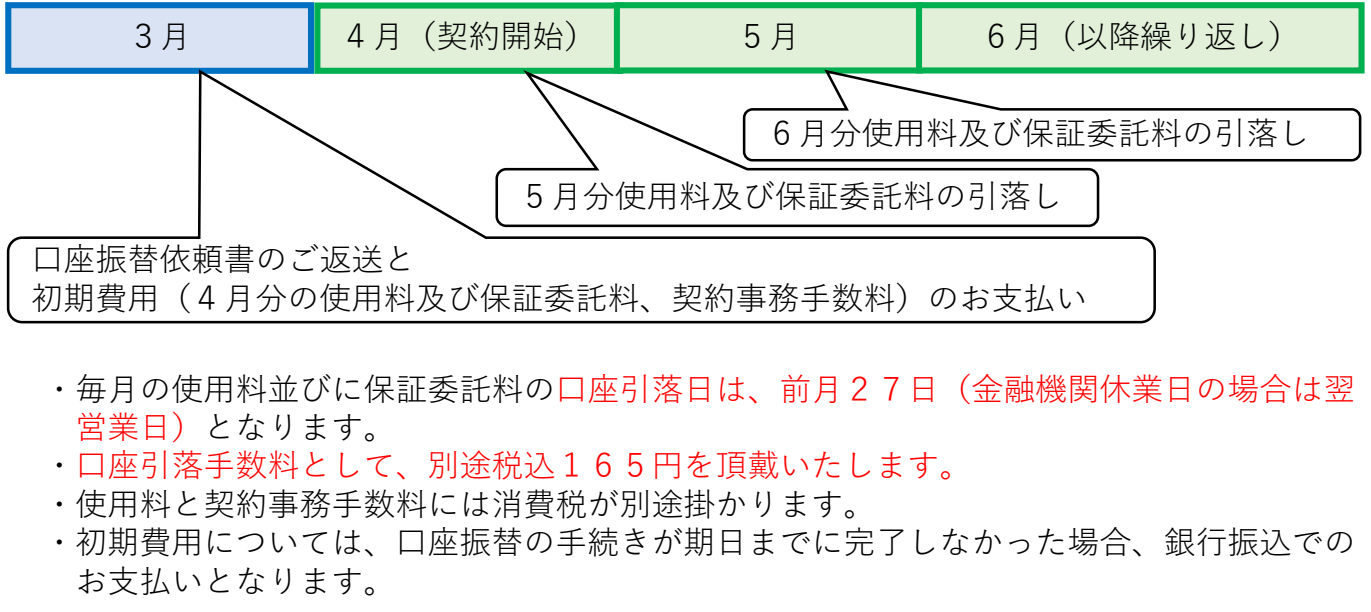 3月
4月（契約開始）
5月
6月（以降繰り返し）
6月分使用料及び保証委託料の引落し
5月分使用料及び保証委託料の引落し
口座振替依頼書のご返送と
初期費用（4月分の使用料及び保証委託料、契約事務手数料）のお支払い
・毎月の使用料並びに保証委託料の口座引落日は、前月２７日（金融機関休業日の場合は翌
営業日）となります。
・口座引落手数料として、別途税込１６５円を頂戴いたします。
・使用料と契約事務手数料には消費税が別途掛かります。
・初期費用については、口座振替の手続きが期日までに完了しなかった場合、銀行振込での
お支払いとなります。